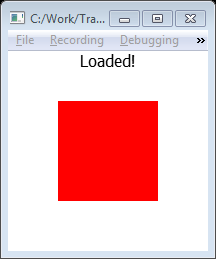 C:/Work/Tra...
File Recording Debugging »
Loaded!